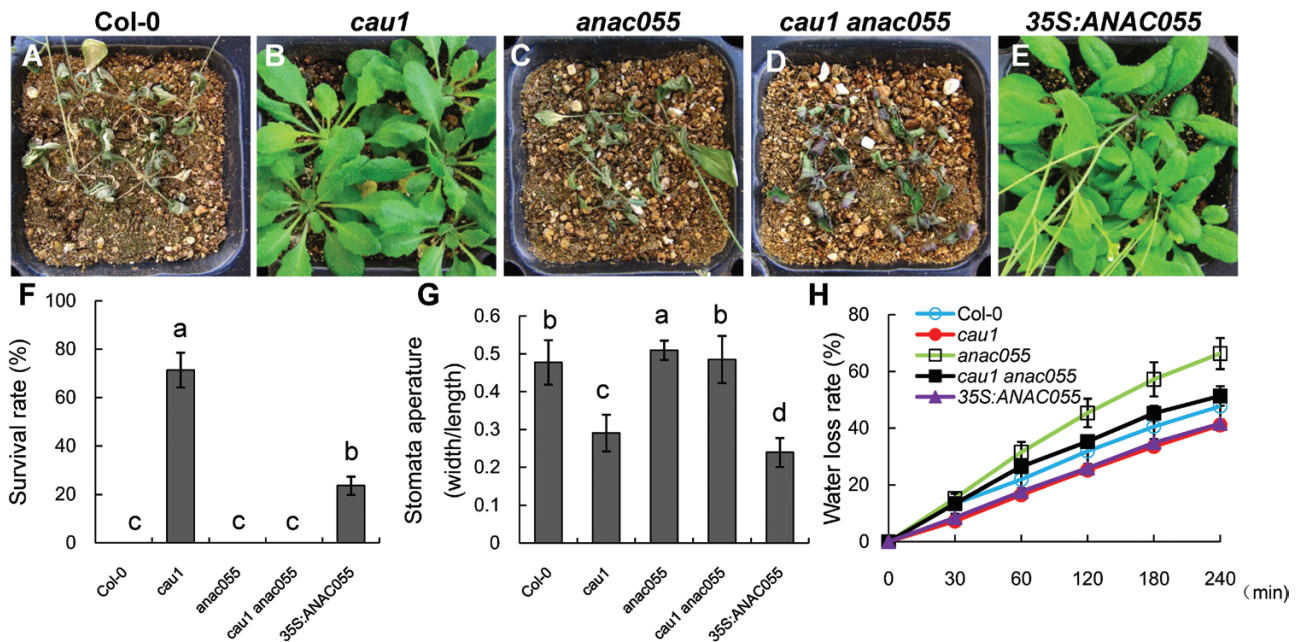 Col-0 cau1 anac055 cau1 anac055 35S:ANAC055
A B C D E
F
Survival rate (%)
100
80
60
40
20
0
c a c c b
Col-0 cau1 anac055 cau1 anac055 35S:ANAC055
G
Stomata aperature
(width/length)
0.6
0.5
0.4
0.3
0.2
0.1
0
b c a b d
Col-0 cau1 anac055 cau1 anac055 35S:ANAC055
H
Water loss rate (%)
80
60
40
20
0
Col-0
cau1
anac055
cau1 anac055
35S:ANAC055
0 30 60 120 180 240 (min)